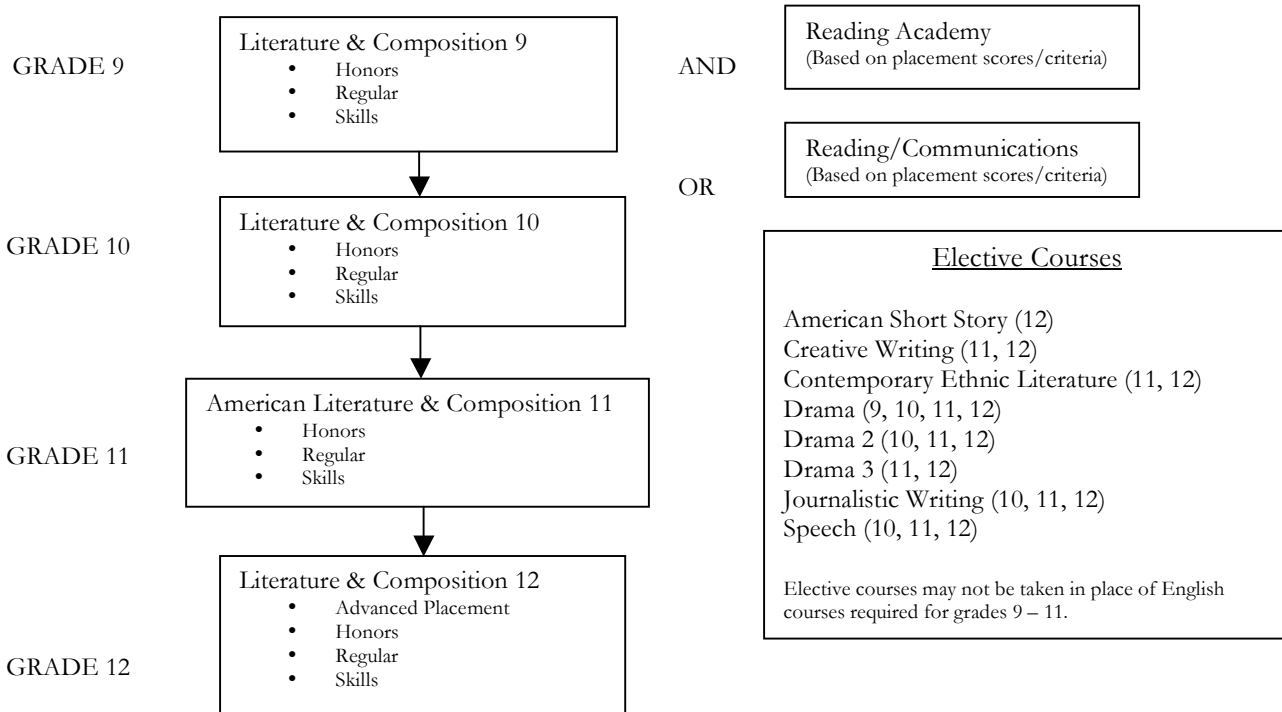 GRADE 9
Literature & Composition 9
• Honors
• Regular
• Skills
AND
Reading Academy
(Based on placement scores/criteria)
OR
Reading/Communications
(Based on placement scores/criteria)
GRADE 10
Literature & Composition 10
• Honors
• Regular
• Skills
GRADE 11
American Literature & Composition 11
• Honors
• Regular
• Skills
GRADE 12
Literature & Composition 12
• Advanced Placement
• Honors
• Regular
• Skills
Elective Courses
American Short Story (12)
Creative Writing (11, 12)
Contemporary Ethnic Literature (11, 12)
Drama (9, 10, 11, 12)
Drama 2 (10, 11, 12)
Drama 3 (11, 12)
Journalistic Writing (10, 11, 12)
Speech (10, 11, 12)
Elective courses may not be taken in place of English
courses required for grades 9 – 11.